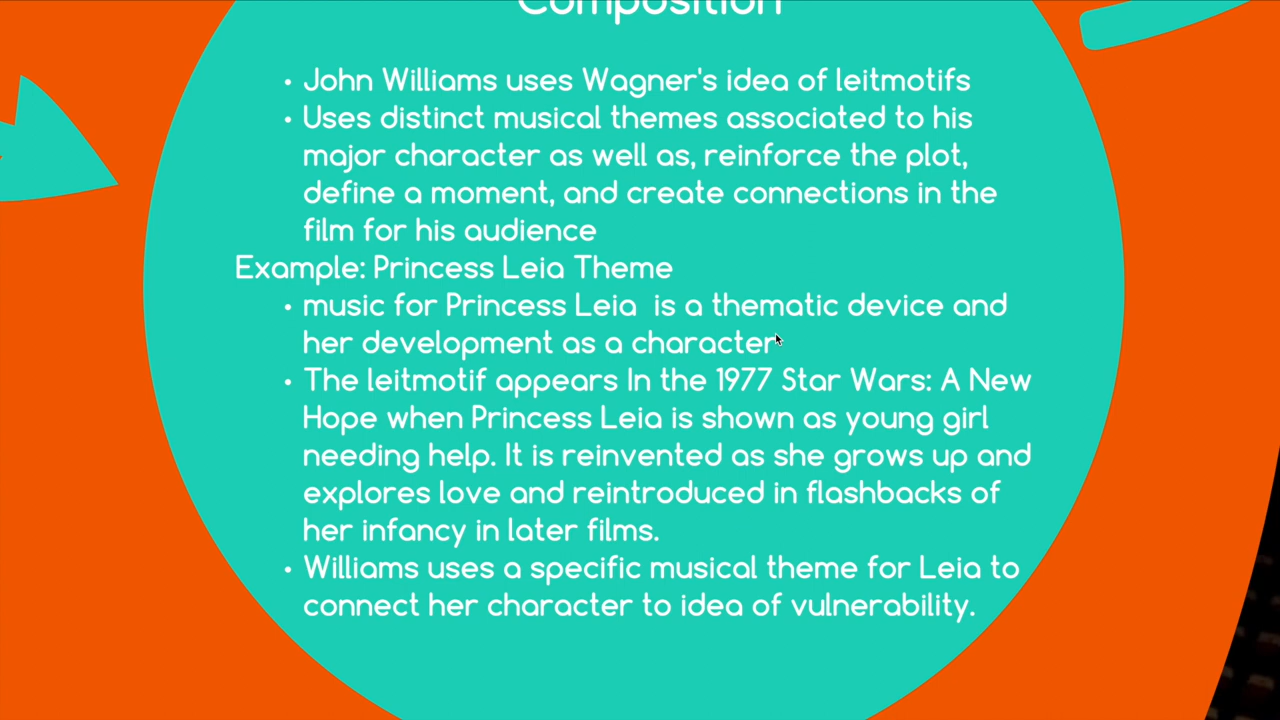 Composition
• John Williams uses Wagner's idea of leitmotifs
• Uses distinct musical themes associated to his
major character as well as, reinforce the plot,
define a moment, and create connections in the
film for his audience
Example: Princess Leia Theme
• music for Princess Leia  is a thematic device and
her development as a character
• The leitmotif appears In the 1977 Star Wars: A New
Hope when Princess Leia is shown as young girl
needing help. It is reinvented as she grows up and
explores love and reintroduced in flashbacks of
her infancy in later films.
• Williams uses a specific musical theme for Leia to
connect her character to idea of vulnerability.